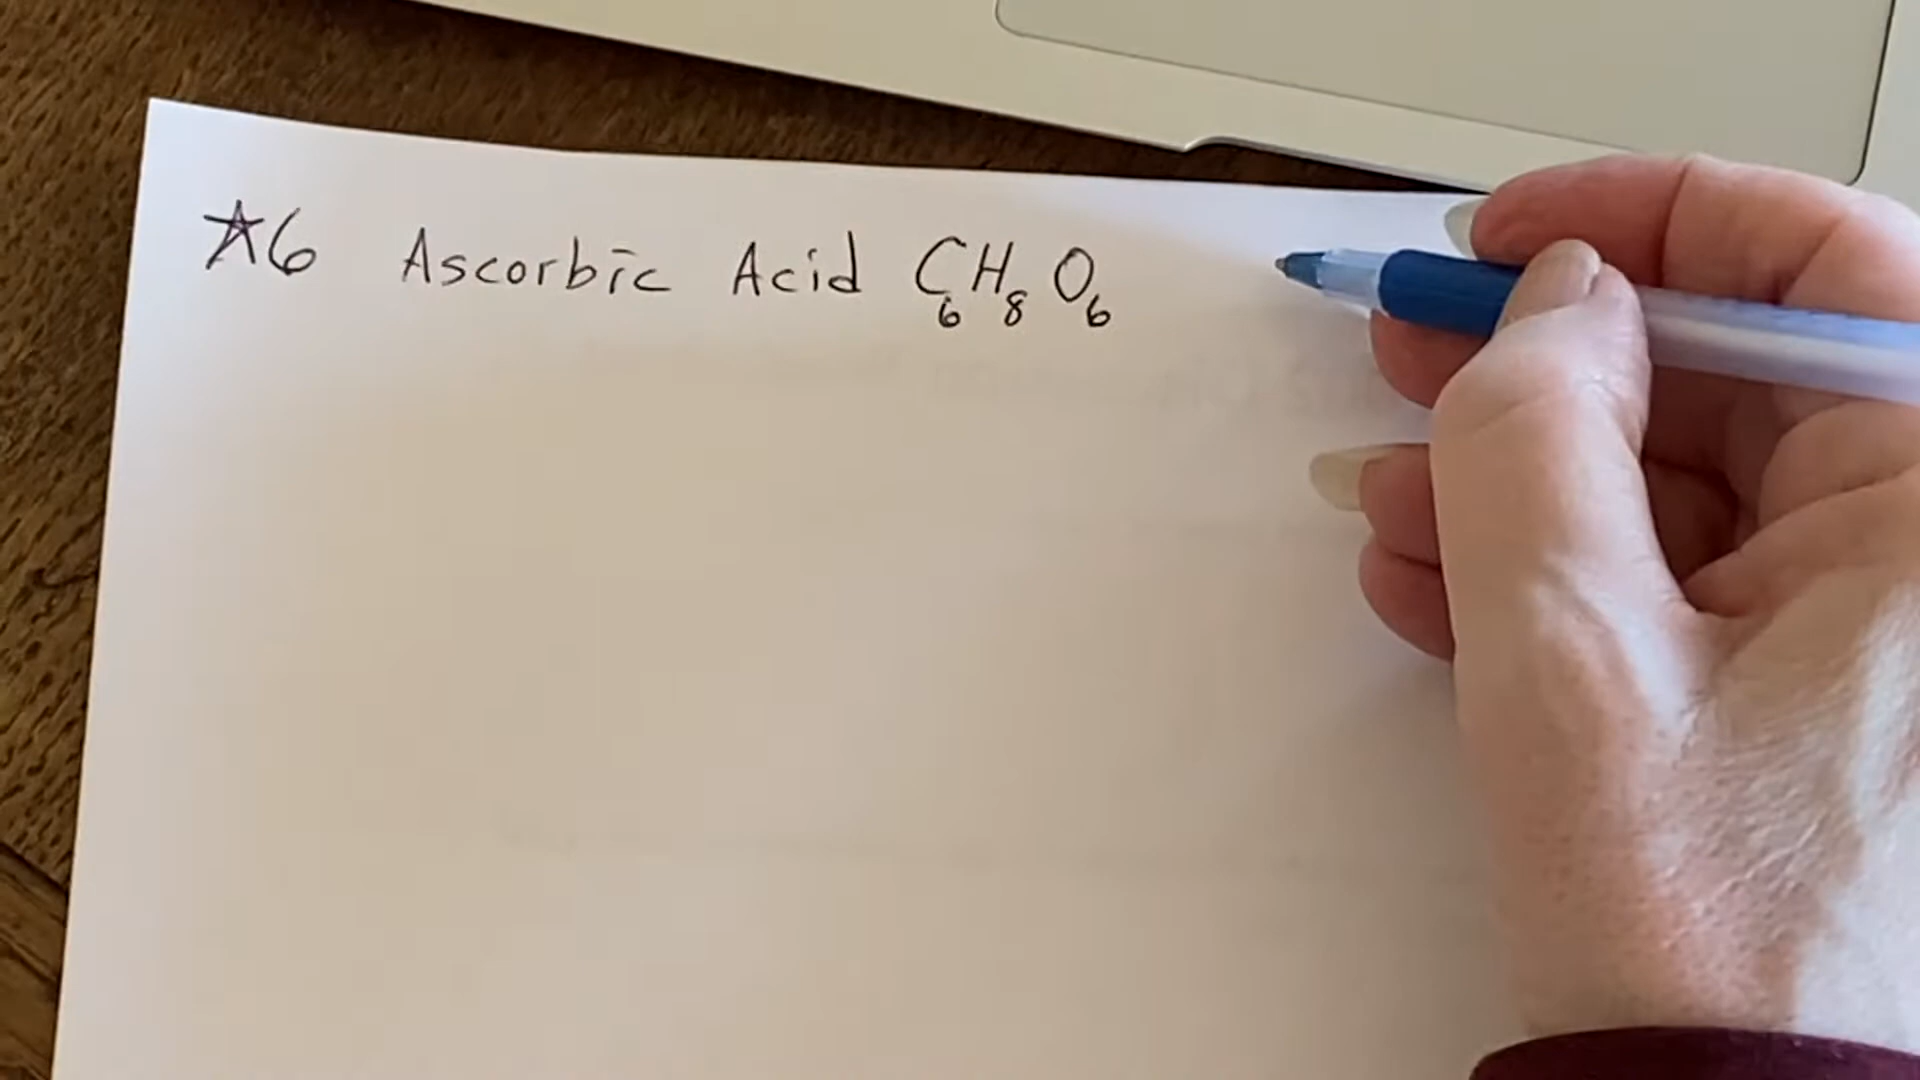 ☆6 Ascorbic Acid C₆H₈O₆